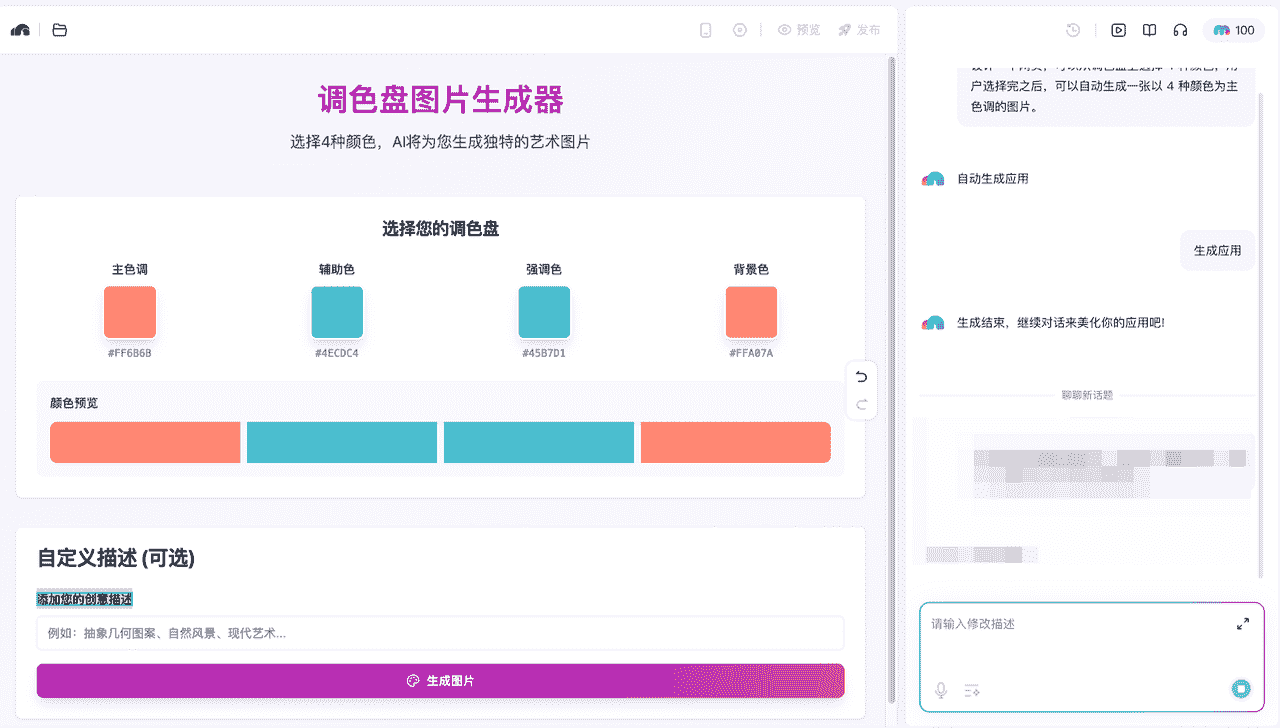 预览
发布
100
调色盘图片生成器
选择4种颜色，AI将为您生成独特的艺术图片
选择您的调色盘
主色调
辅助色
强调色
背景色
#FF6B6B
#4ECDC4
#45B7D1
#FFA07A
颜色预览
自定义描述 (可选)
添加您的创意描述
例如：抽象几何图案、自然风景、现代艺术...
生成图片
户选择完之后，可以自动生成一张以 4 种颜色为主
色调的图片。
自动生成应用
生成应用
生成结束，继续对话来美化你的应用吧!
聊聊新话题
请输入修改描述